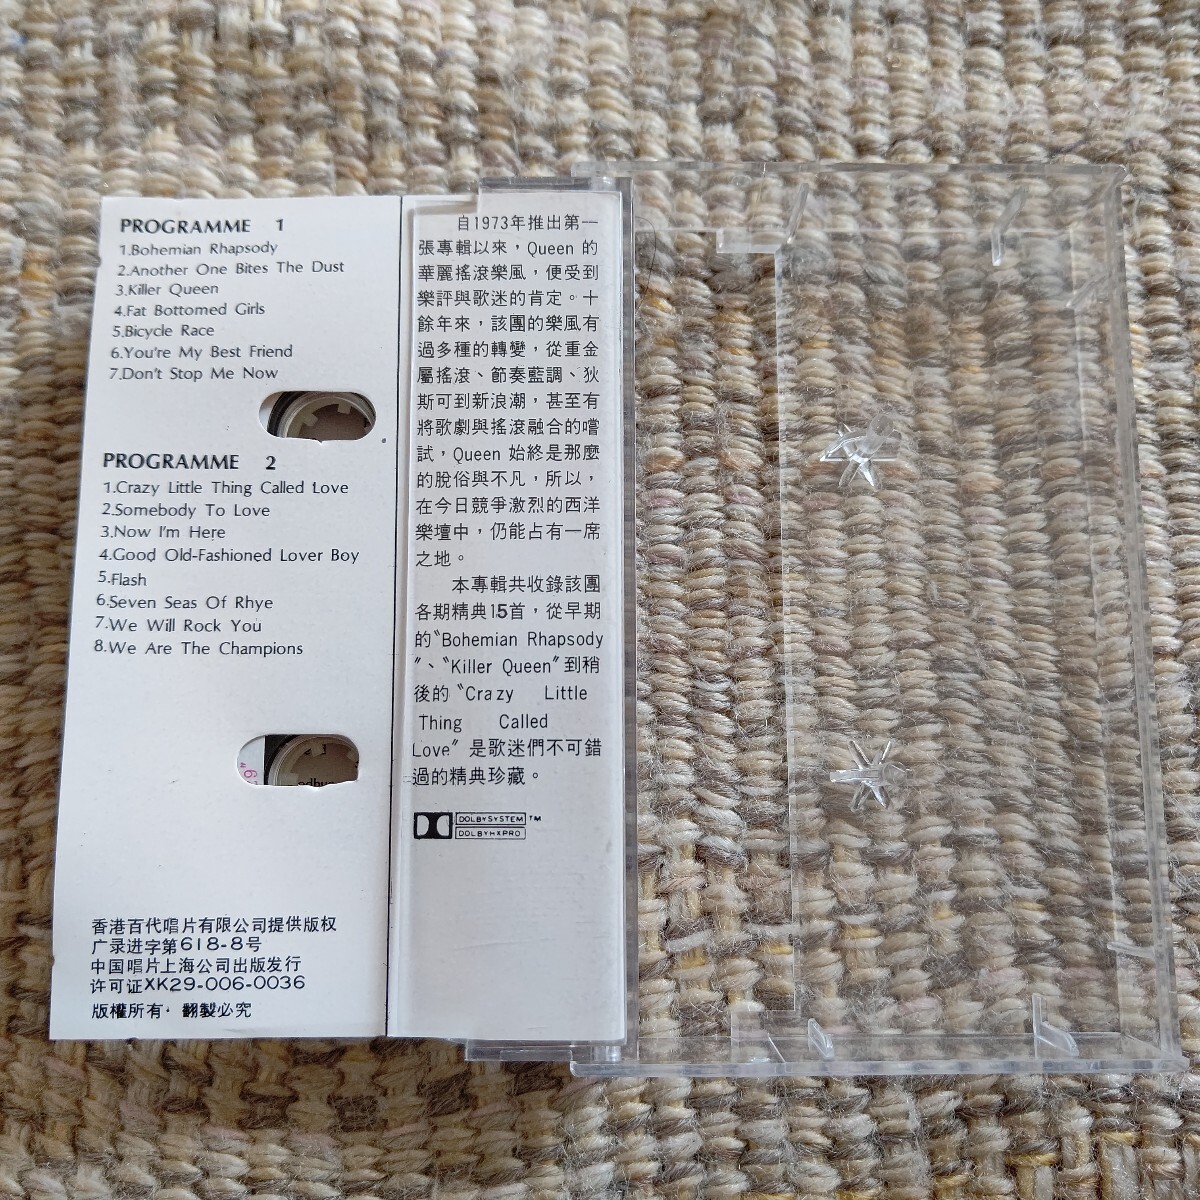 PROGRAMME 1
1.Bohemian Rhapsody
2.Another One Bites The Dust
3.Killer Queen
4.Fat Bottomed Girls
5.Bicycle Race
6.You're My Best Friend
7.Don't Stop Me Now
PROGRAMME 2
1.Crazy Little Thing Called Love
2.Somebody To Love
3.Now I'm Here
4.Good Old-Fashioned Lover Boy
5.Flash
6.Seven Seas Of Rhye
7.We Will Rock You
8.We Are The Champions
香港百代唱片有限公司提供版权
广录进字第618-8号
中国唱片上海公司出版发行
许可证XK29-006-0036
版權所有·翻製必究
自1973年推出第一
張專輯以來，Queen 的
華麗搖滾樂風，便受到
樂評與歌迷的肯定。十
餘年來，該團的樂風有
過多種的轉變，從重金
屬搖滾、節奏藍調、狄
斯可到新浪潮，甚至有
將歌劇與搖滾融合的嚐
試，Queen 始終是那麼
的脫俗與不凡，所以，
在今日競爭激烈的西洋
樂壇中，仍能占有一席
之地。
本專輯共收錄該團
各期精典15首，從早期
的〝Bohemian Rhapsody
〞、〝Killer Queen〞到稍
後的〝Crazy Little
Thing Called
Love〞是歌迷們不可錯
過的精典珍藏。
DOLBY SYSTEM ™
DOLBY HX PRO